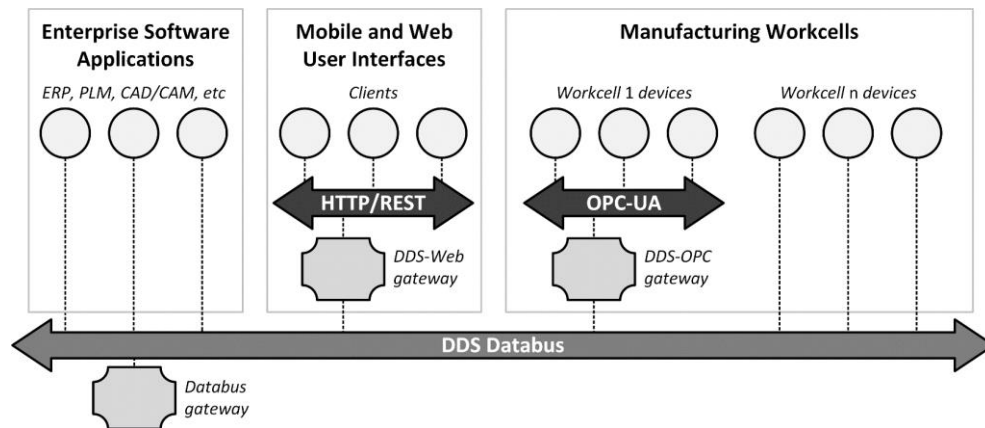 Enterprise Software
Applications
ERP, PLM, CAD/CAM, etc
Mobile and Web
User Interfaces
Clients
HTTP/REST
DDS-Web
gateway
Manufacturing Workcells
Workcell 1 devices
Workcell n devices
OPC-UA
DDS-OPC
gateway
DDS Databus
Databus
gateway